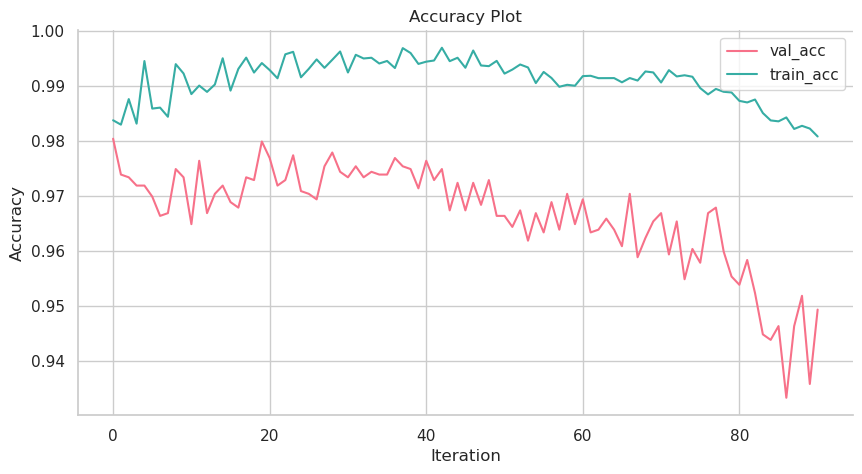 Accuracy Plot
1.00
0.99
0.98
0.97
0.96
0.95
0.94
Accuracy
val_acc
train_acc
0 20 40 60 80
Iteration